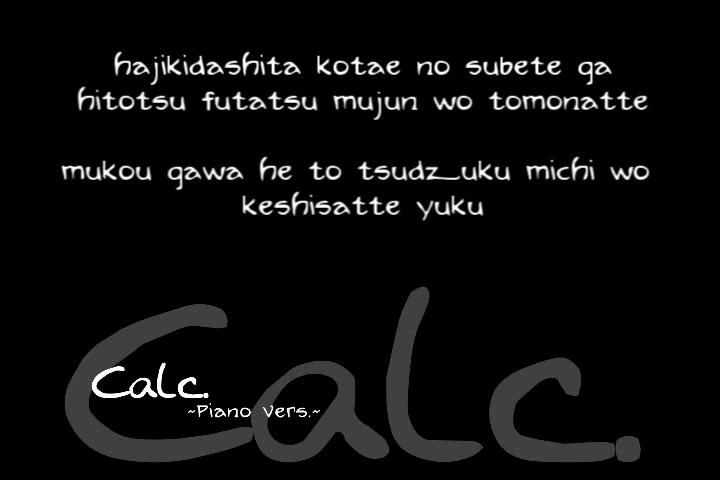 hajikidashita kotae no subete ga
hitotsu futatsu mujun wo tomonatte
mukou gawa he to tsudz_uku michi wo
keshisatte yuku
Calc.
Calc.
~Piano Vers.~